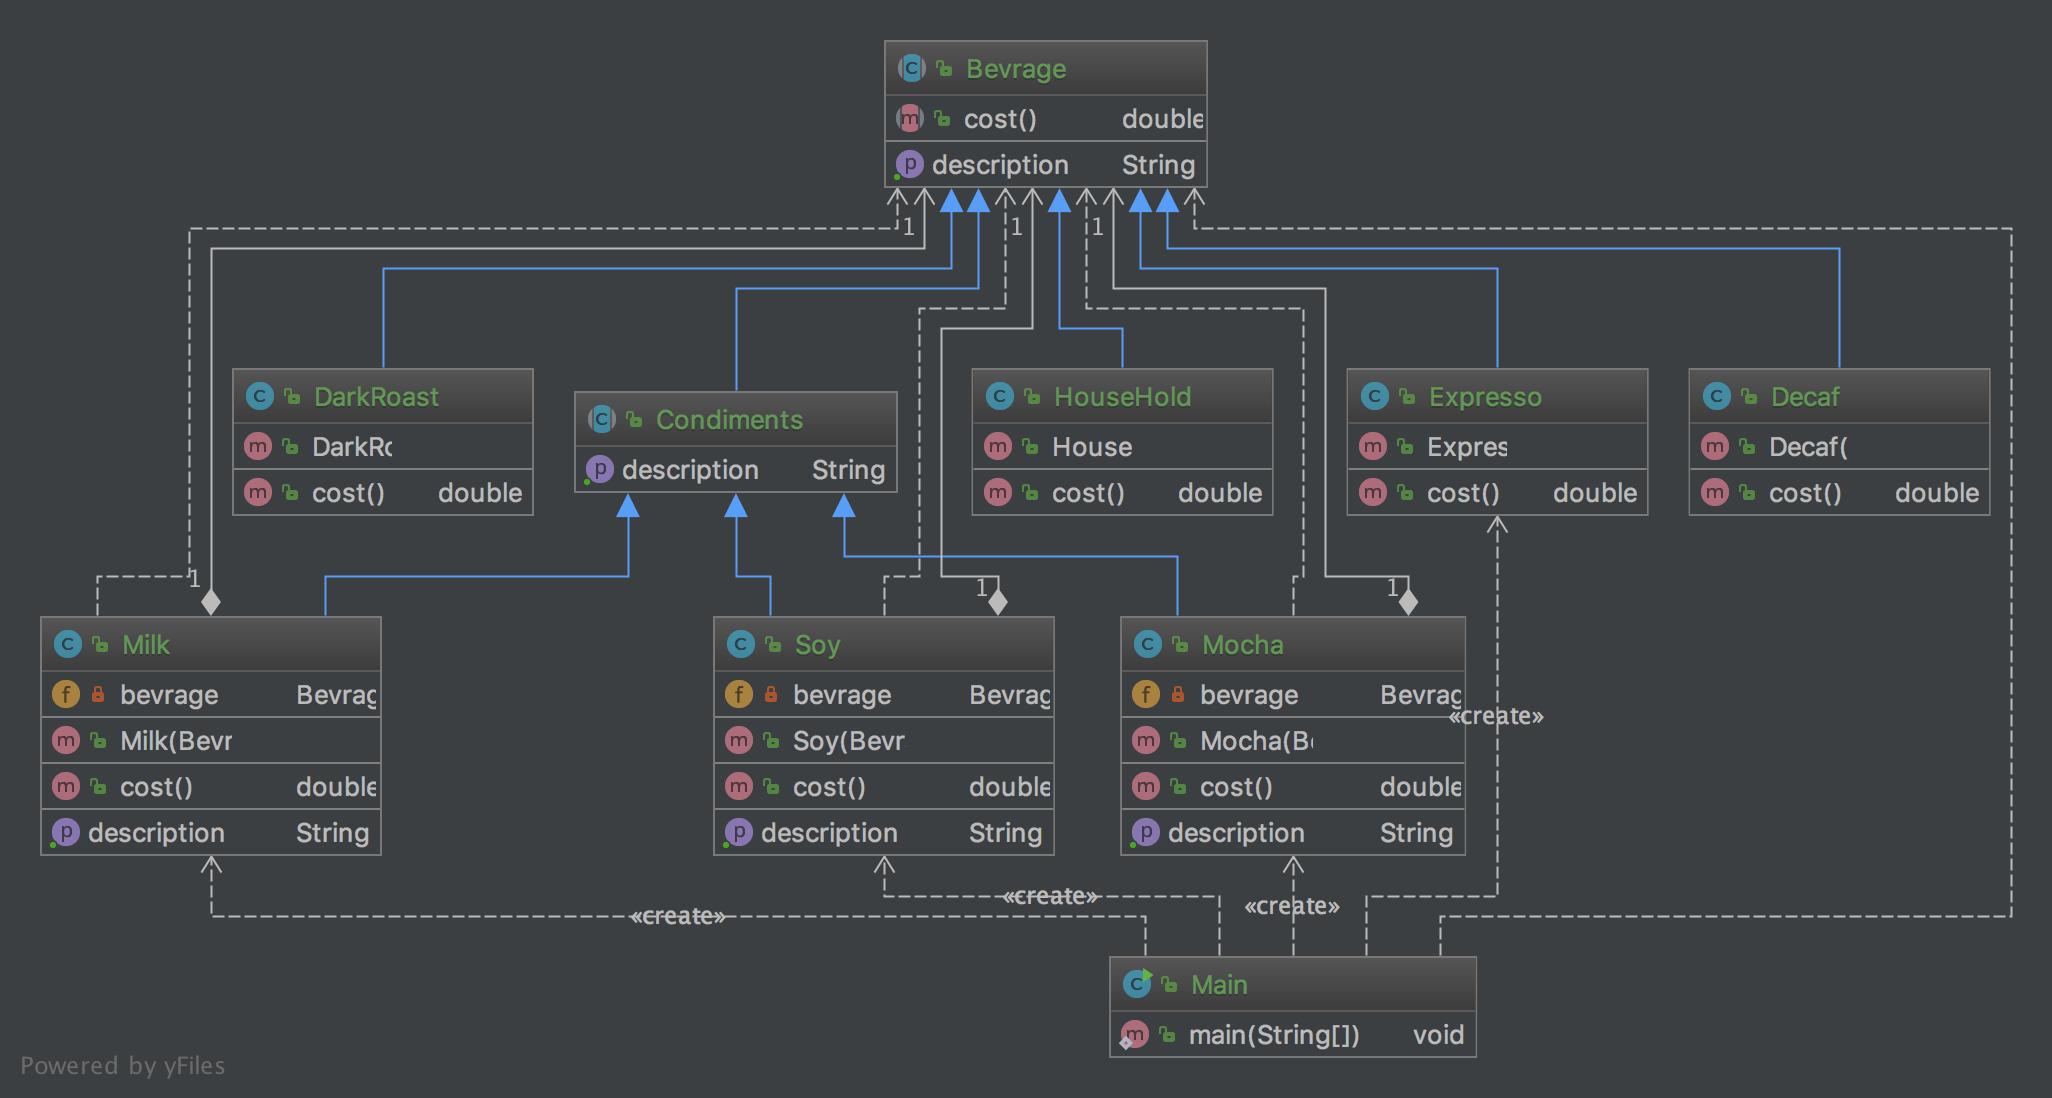 Bevrage
cost() double
description String
1 1 1
DarkRoast
DarkRc
cost() double
Condiments
description String
HouseHold
House
cost() double
Expresso
Expres
cost() double
Decaf
Decaf(
cost() double
1 1 1
Milk
bevrage Bevrag
Milk(Bevr
cost() double
description String
Soy
bevrage Bevrag
Soy(Bevr
cost() double
description String
Mocha
bevrage Bevrag
Mocha(Be
cost() double
description String
«create»
«create»
«create»
«create»
Main
main(String[]) void
Powered by yFiles